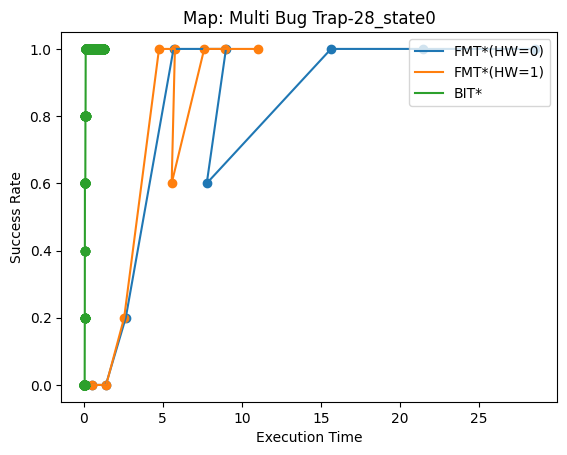 Map: Multi Bug Trap-28_state0
1.0
0.8
0.6
0.4
0.2
0.0
Success Rate
FMT*(HW=0)
FMT*(HW=1)
BIT*
0
5
10
15
20
25
Execution Time